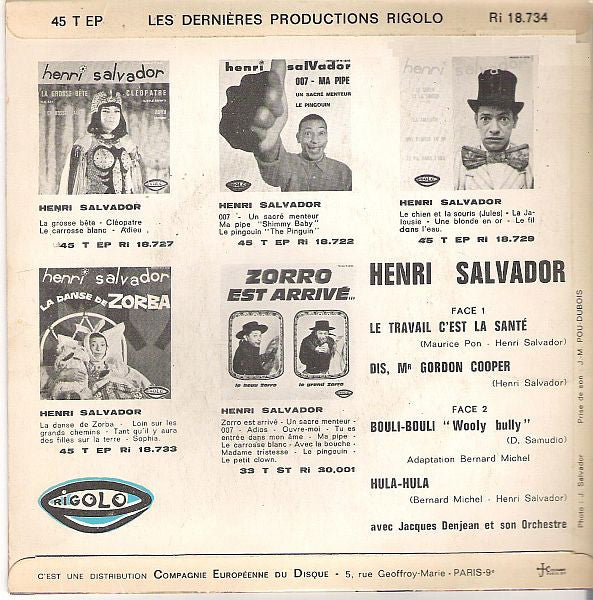 45 T EP LES DERNIÈRES PRODUCTIONS RIGOLO Ri 18.734
henri salvador
LA GROSSE BÊTE CLÉOPATRE
HENRI SALVADOR
La grosse bête - Cléopatre
Le carrosse blanc - Adieu .
45 T EP Ri 18.727
henri salvador
007 - MA PIPE
UN SACRÉ MENTEUR
LE PINGOUIN
HENRI SALVADOR
007 - Un sacré menteur
Ma pipe "Shimmy Baby"
Le pingouin "The Pinguin"
45 T EP Ri 18.722
HENRI SALVADOR
Le chien et la souris (Jules) - La Ja-
lousie - Une blonde en or - Le fil
dans l'eau.
45 T EP Ri 18.729
henri salvador
LA DANSE DE ZORBA
HENRI SALVADOR
La danse de Zorba - Loin sur les
grands chemins - Tant qu'il y aura
des filles sur la terre - Sophia.
45 T EP Ri 18.733
ZORRO
EST ARRIVÉ...
le beau zorro le grand zorro
HENRI SALVADOR
Zorro est arrivé - Un sacre menteur -
007 - Adios - Ouvre-moi - Tu es
entrée dans mon âme - Ma pipe -
Le carrosse blanc - Avec la bouche -
Madame tristesse - Le pingouin -
Le petit clown.
33 T ST Ri 30,001
HENRI SALVADOR
FACE 1
LE TRAVAIL C'EST LA SANTÉ
(Maurice Pon - Henri Salvador)
DIS, Mr GORDON COOPER
(Henri Salvador)
FACE 2
BOULI-BOULI "Wooly bully"
(D. Samudio)
Adaptation Bernard Michel
HULA-HULA
(Bernard Michel - Henri Salvador)
avec Jacques Denjean et son Orchestre
Photo : J. Salvador Prise de son : J.-M. POU-DUBOIS
RIGOLO
C'EST UNE DISTRIBUTION COMPAGNIE EUROPÉENNE DU DISQUE - 5, rue Geoffroy-Marie - PARIS-9e